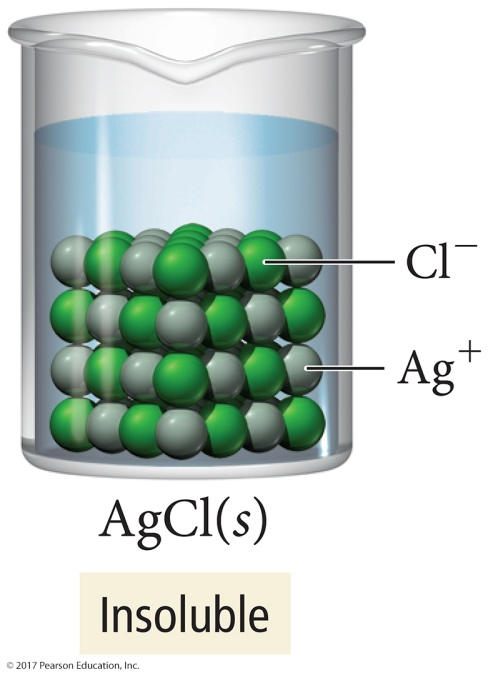 Cl⁻
Ag⁺
AgCl(s)
Insoluble
© 2017 Pearson Education, Inc.